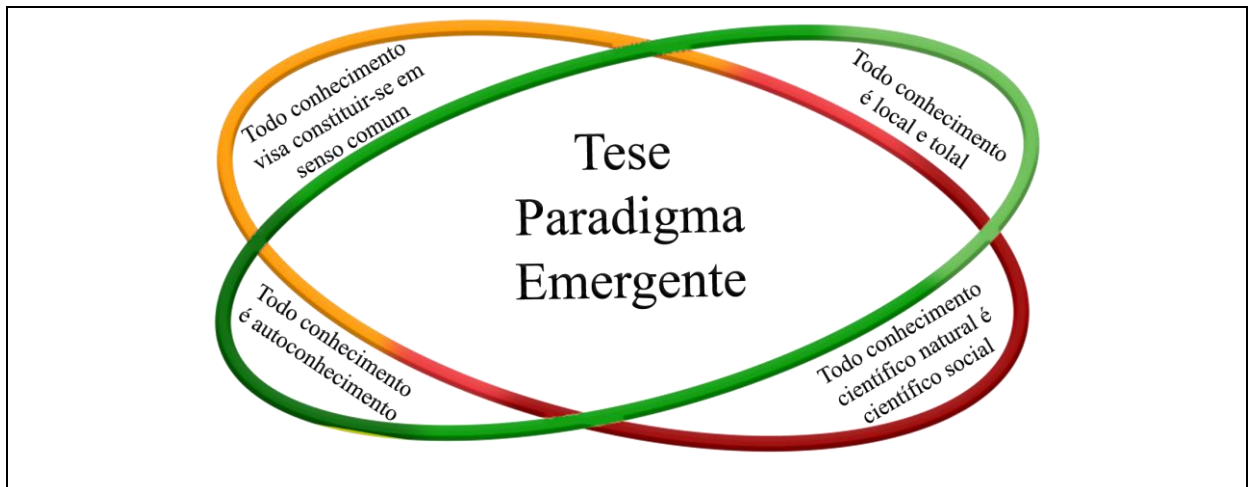 Todo conhecimento
visa constituir-se em
senso comum
Todo conhecimento
é local e tolal
Tese
Paradigma
Emergente
Todo conhecimento
é autoconhecimento
Todo conhecimento
científico natural é
científico social